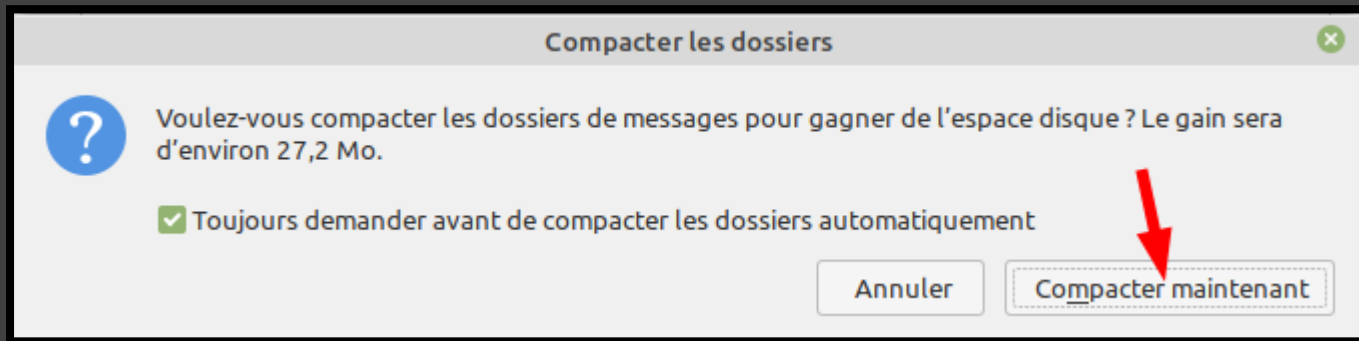 Compacter les dossiers
Voulez-vous compacter les dossiers de messages pour gagner de l’espace disque ? Le gain sera
d’environ 27,2 Mo.
Toujours demander avant de compacter les dossiers automatiquement
Annuler
Compacter maintenant